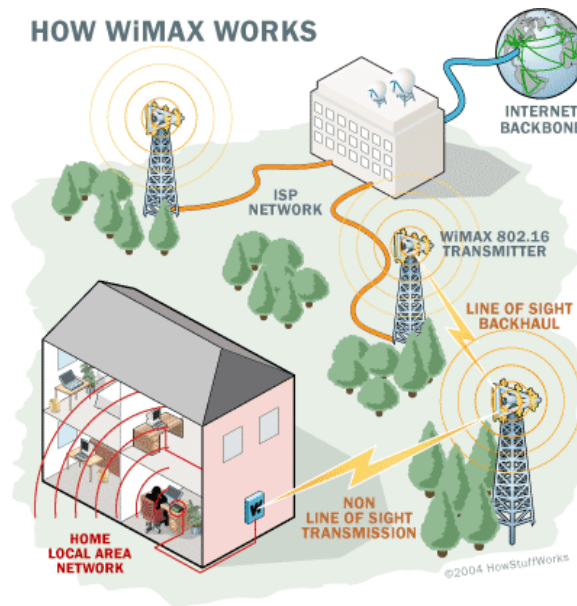 HOW WiMAX WORKS
INTERNET
BACKBONE
ISP
NETWORK
WiMAX 802.16
TRANSMITTER
LINE OF SIGHT
BACKHAUL
NON
LINE OF SIGHT
TRANSMISSION
HOME
LOCAL AREA
NETWORK
©2004 HowStuffWorks